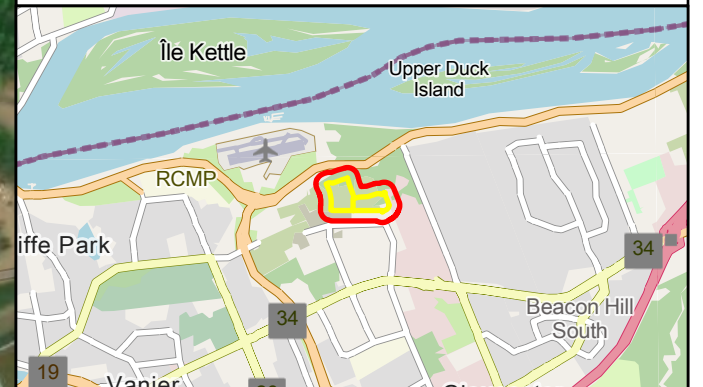 Île Kettle
Upper Duck
Island
RCMP
iffe Park
34
Beacon Hill
South
34
19
Vanier